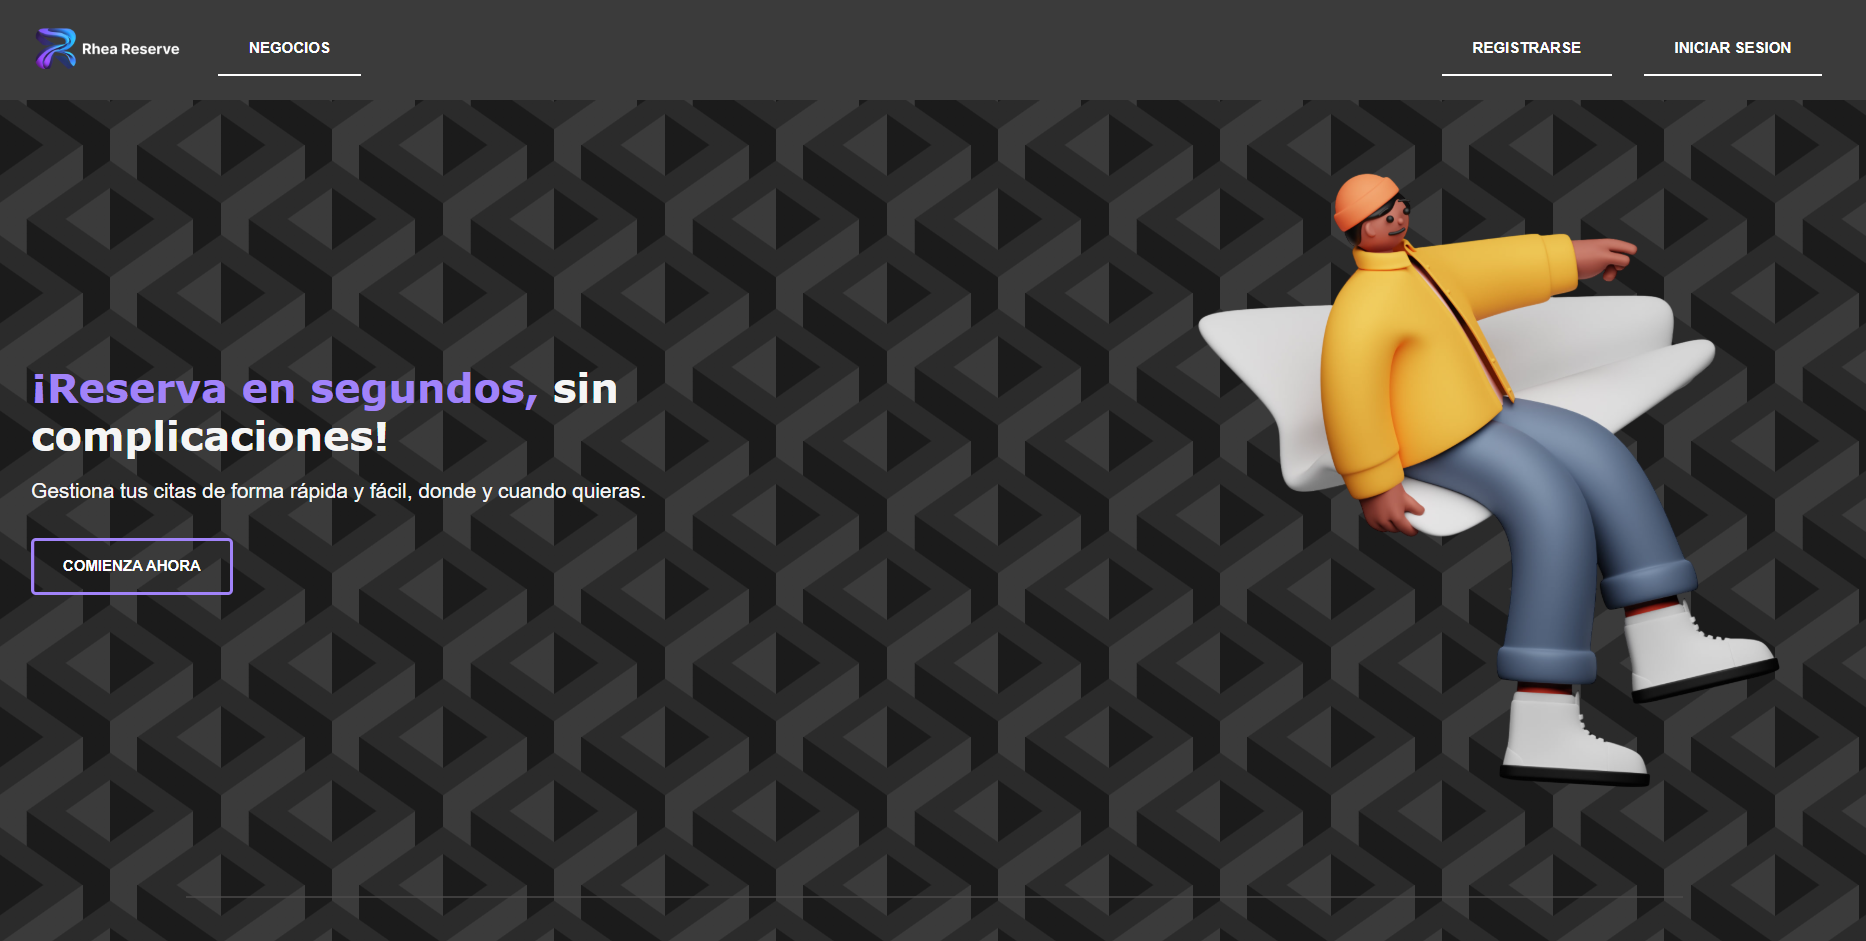 Rhea Reserve
NEGOCIOS
REGISTRARSE
INICIAR SESION
¡Reserva en segundos, sin
complicaciones!
Gestiona tus citas de forma rápida y fácil, donde y cuando quieras.
COMIENZA AHORA